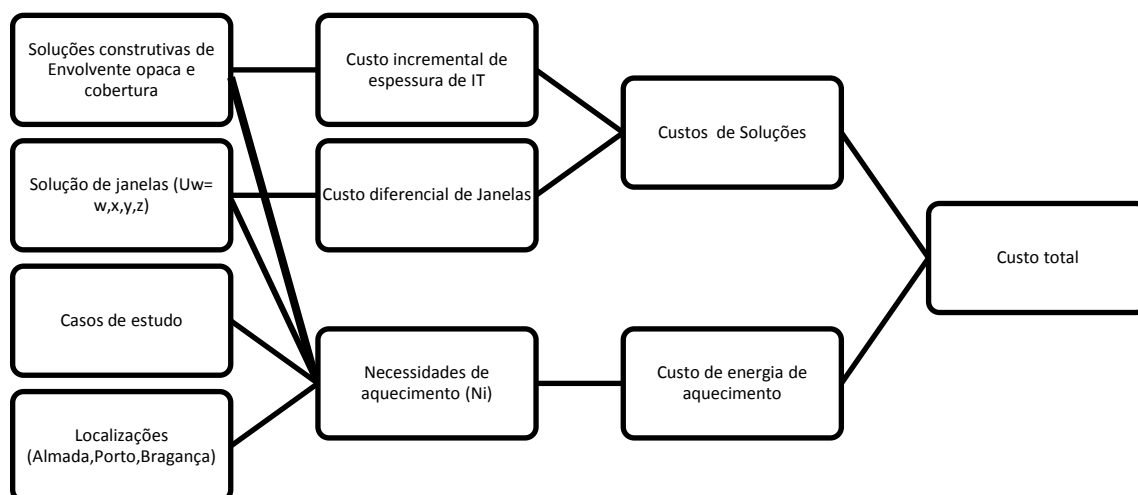 Soluções construtivas de
Envolvente opaca e
cobertura
Custo incremental de
espessura de IT
Custos de Soluções
Solução de janelas (Uw=
w,x,y,z)
Custo diferencial de Janelas
Custo total
Casos de estudo
Necessidades de
aquecimento (Ni)
Custo de energia de
aquecimento
Localizações
(Almada,Porto,Bragança)